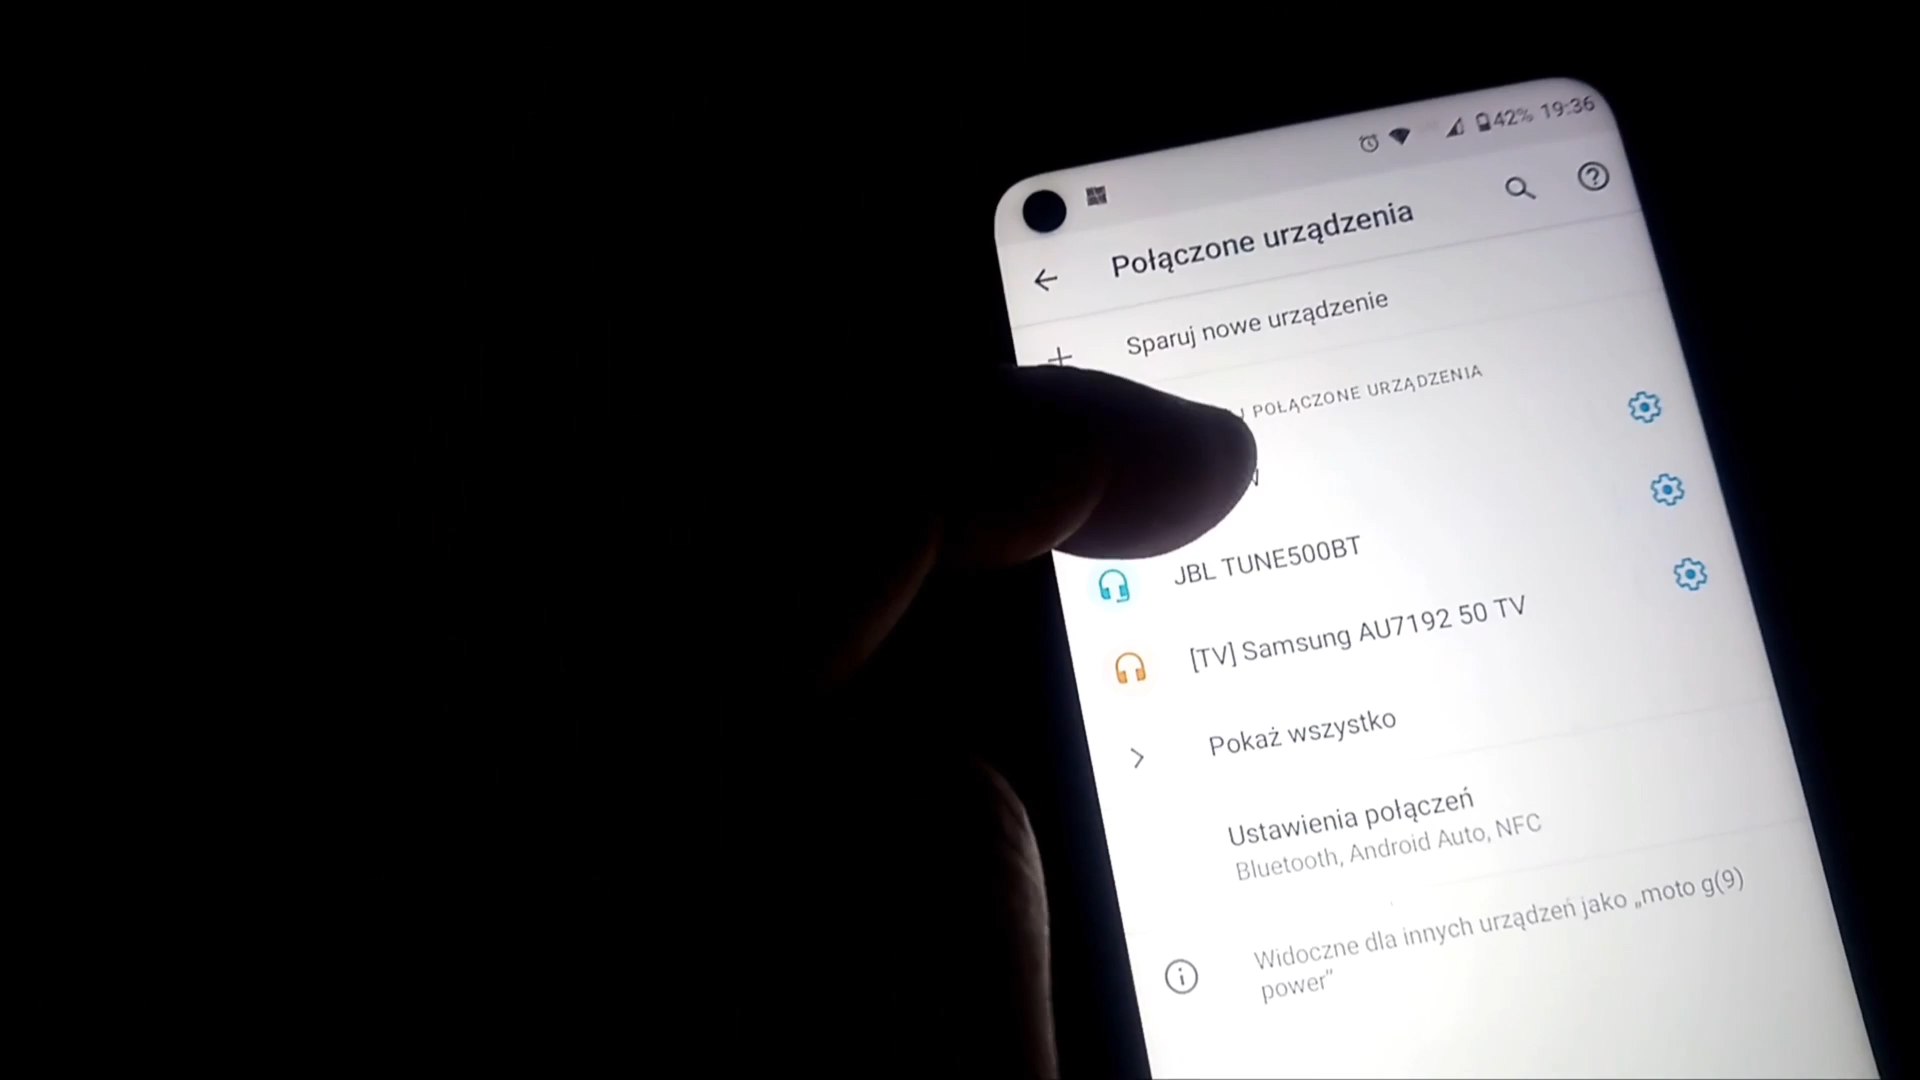 42% 19:36
Połączone urządzenia
Sparuj nowe urządzenie
POŁĄCZONE URZĄDZENIA
JBL TUNE500BT
[TV] Samsung AU7192 50 TV
Pokaż wszystko
Ustawienia połączeń
Bluetooth, Android Auto, NFC
Widoczne dla innych urządzeń jako „moto g(9)
power”